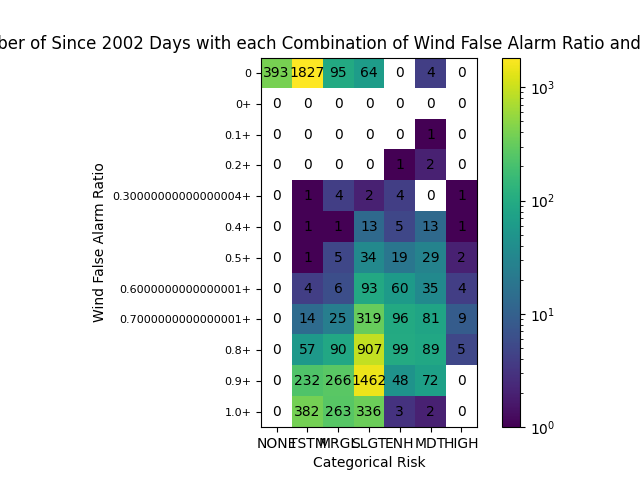 ber of Since 2002 Days with each Combination of Wind False Alarm Ratio and
0 393 1827 95 64 0 4 0
0+ 0 0 0 0 0 0 0
0.1+ 0 0 0 0 0 1 0
0.2+ 0 0 0 0 1 2 0
0.30000000000000004+ 0 1 4 2 4 0 1
0.4+ 0 1 1 13 5 13 1
0.5+ 0 1 5 34 19 29 2
0.6000000000000001+ 0 4 6 93 60 35 4
0.7000000000000001+ 0 14 25 319 96 81 9
0.8+ 0 57 90 907 99 89 5
0.9+ 0 232 266 1462 48 72 0
1.0+ 0 382 263 336 3 2 0
NONE TSTM MRGL SLGT ENH MDT HIGH
Categorical Risk
Wind False Alarm Ratio
10³
10²
10¹
10⁰